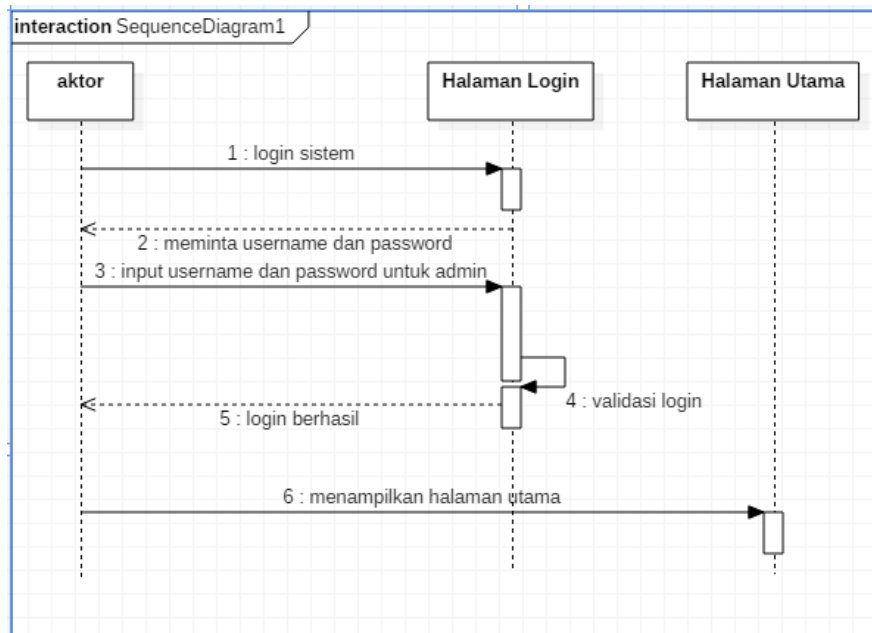 interaction SequenceDiagram1
aktor
Halaman Login
Halaman Utama
1 : login sistem
2 : meminta username dan password
3 : input username dan password untuk admin
4 : validasi login
5 : login berhasil
6 : menampilkan halaman utama